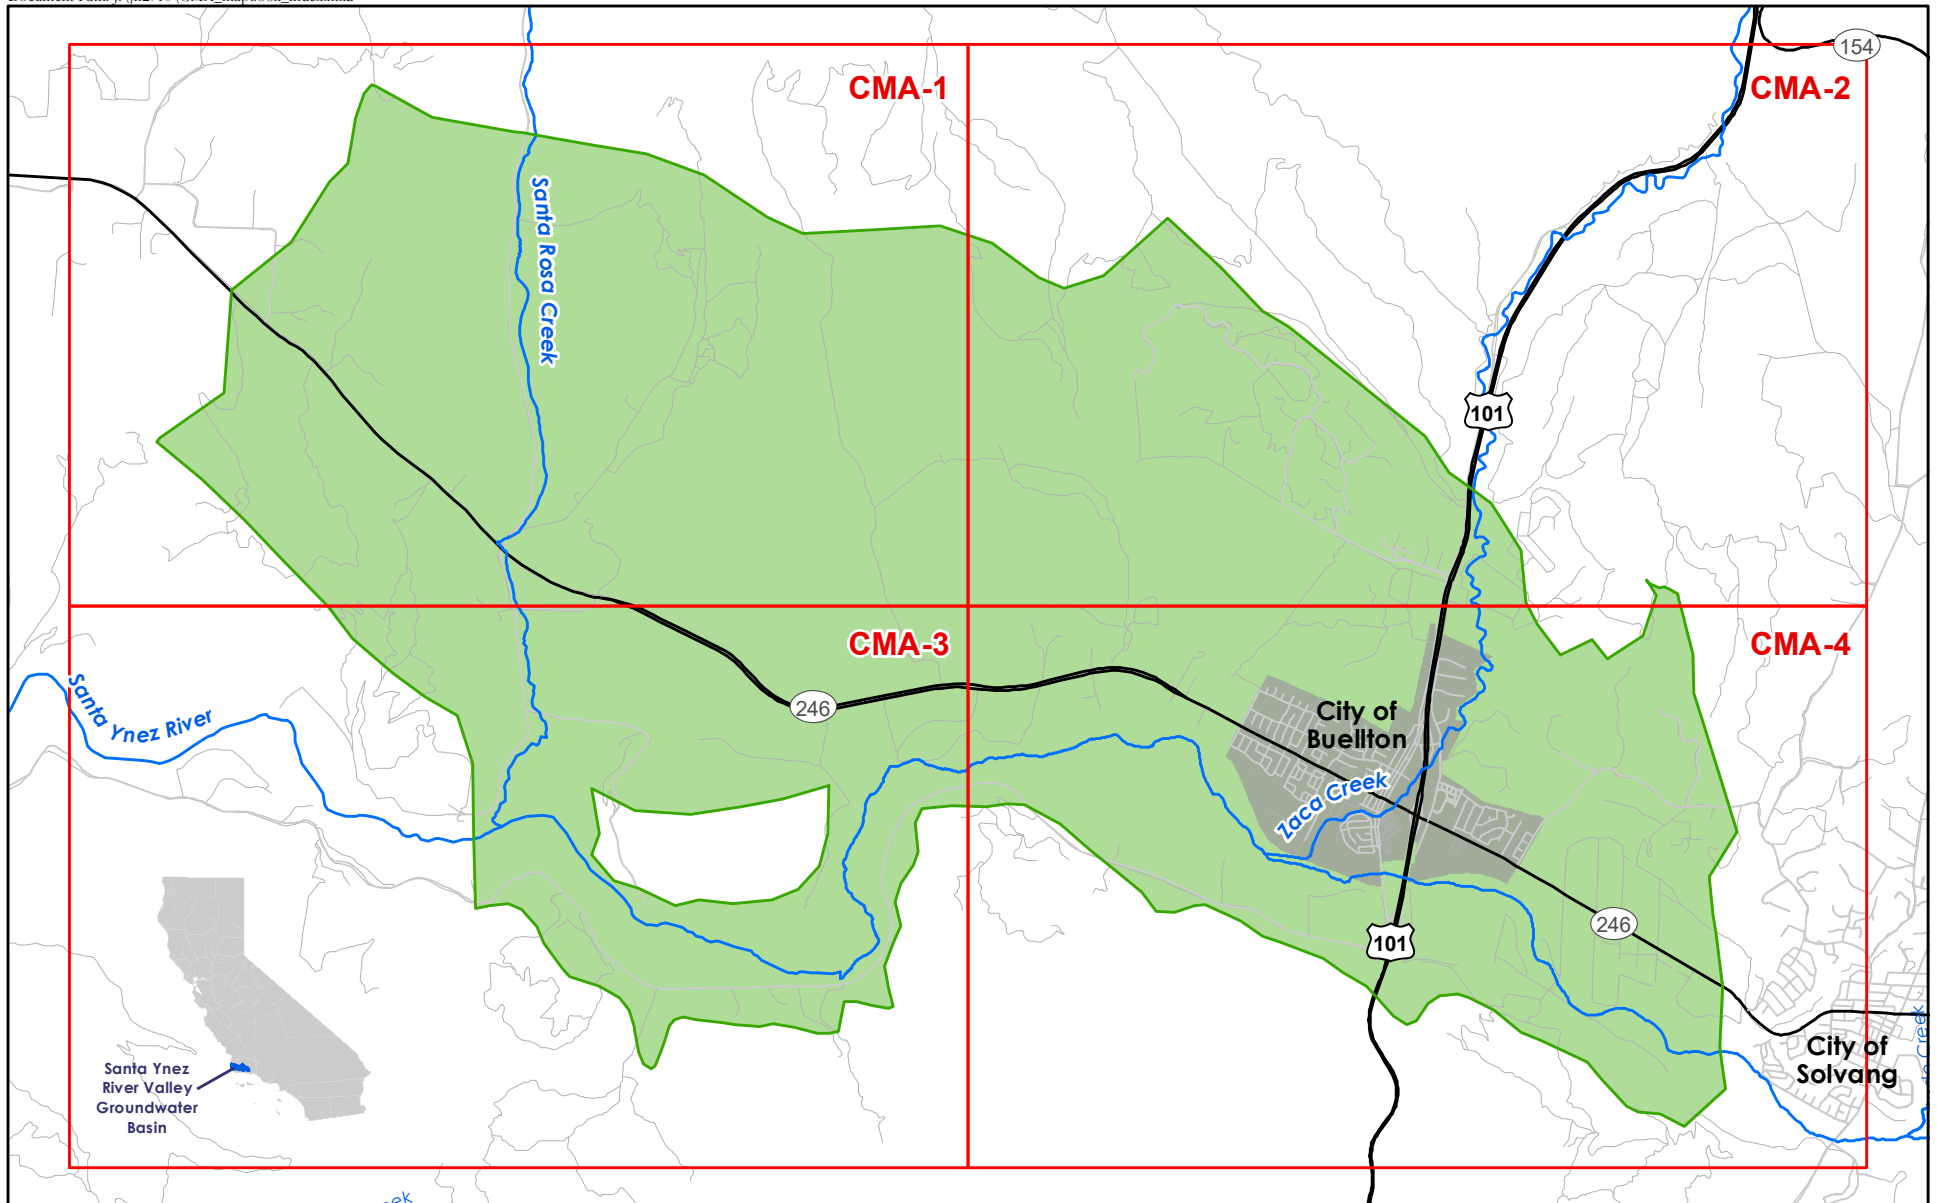 154
CMA-1
CMA-2
Santa Rosa Creek
101
CMA-3
CMA-4
Santa Ynez River
246
City of
Buellton
Zaca Creek
246
101
City of
Solvang
Creek
Santa Ynez
River Valley
Groundwater
Basin